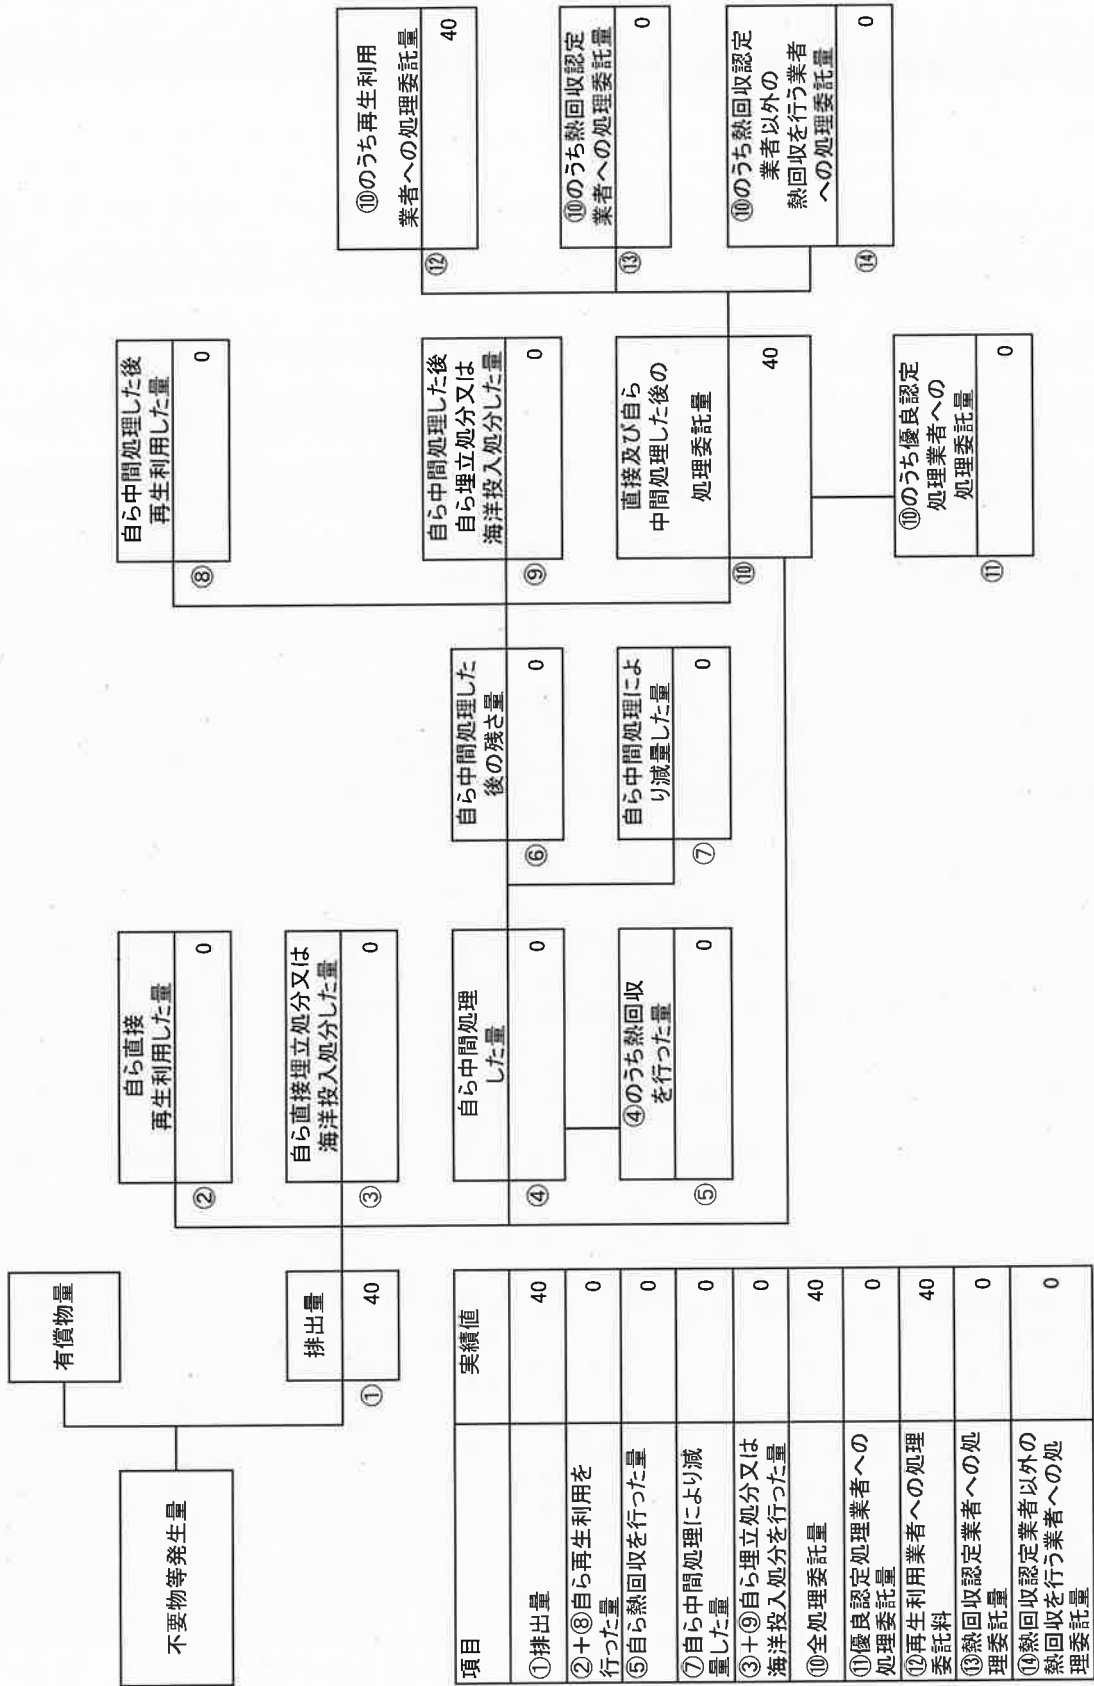 不要物等発生量
有償物量
排出量
①
40
自ら直接
再生利用した量
②
0
自ら直接埋立処分又は
海洋投入処分した量
③
0
自ら中間処理
した量
④
0
④のうち熱回収
を行った量
⑤
0
自ら中間処理した
後の残さ量
⑥
0
自ら中間処理によ
り減量した量
⑦
0
自ら中間処理した後
再生利用した量
⑧
0
自ら中間処理した後
自ら埋立処分又は
海洋投入処分した量
⑨
0
直接及び自ら
中間処理した後の
処理委託量
⑩
40
⑩のうち優良認定
処理業者への
処理委託量
⑪
0
⑩のうち再生利用
業者への処理委託量
⑫
40
⑩のうち熱回収認定
業者への処理委託量
⑬
0
⑩のうち熱回収認定
業者以外の
熱回収を行う業者
への処理委託量
⑭
0
項目 実績値
①排出量 40
②+⑧自ら再生利用を
行った量 0
⑤自ら熱回収を行った量 0
⑦自ら中間処理により減
量した量 0
③+⑨自ら埋立処分又は
海洋投入処分を行った量 0
⑩全処理委託量 40
⑪優良認定処理業者への
処理委託量 0
⑫再生利用業者への処理
委託料 40
⑬熱回収認定業者への処
理委託量 0
⑭熱回収認定業者以外の
熱回収を行う業者への処
理委託量 0